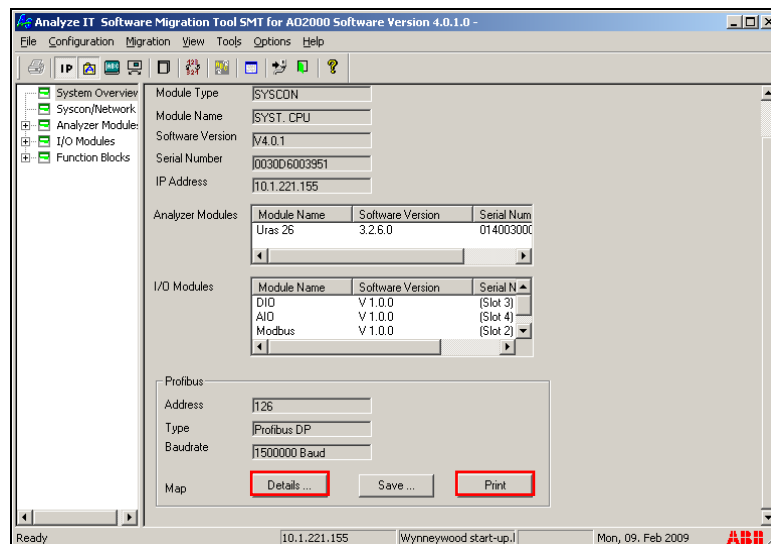 Analyze IT Software Migration Tool SMT for AO2000 Software Version 4.0.1.0 -
File Configuration Migration View Tools Options Help
IP
System Overview
Syscon/Network
Analyzer Modules
I/O Modules
Function Blocks
Module Type SYSCON
Module Name SYST. CPU
Software Version V4.0.1
Serial Number 0030D6003951
IP Address 10.1.221.155
Analyzer Modules
Module Name Software Version Serial Num
Uras 26 3.2.6.0 014003000
I/O Modules
Module Name Software Version Serial N
DIO V 1.0.0 (Slot 3)
AIO V 1.0.0 (Slot 4)
Modbus V 1.0.0 (Slot 2)
Profibus
Address 126
Type Profibus DP
Baudrate 1500000 Baud
Map Details ... Save ... Print
Ready 10.1.221.155 Wynneywood start-up.l Mon, 09. Feb 2009 ABB